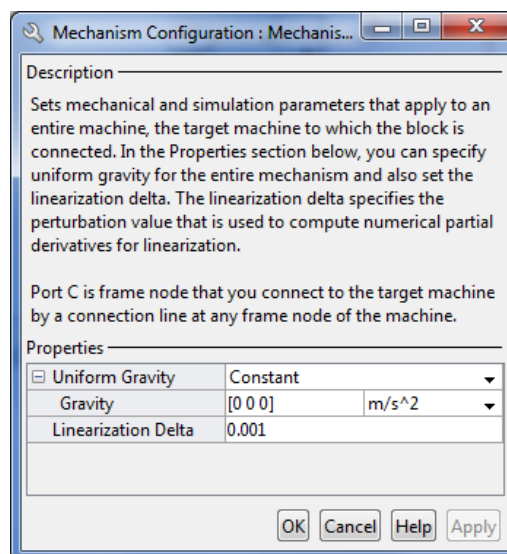 Mechanism Configuration : Mechanis...
Description
Sets mechanical and simulation parameters that apply to an
entire machine, the target machine to which the block is
connected. In the Properties section below, you can specify
uniform gravity for the entire mechanism and also set the
linearization delta. The linearization delta specifies the
perturbation value that is used to compute numerical partial
derivatives for linearization.
Port C is frame node that you connect to the target machine
by a connection line at any frame node of the machine.
Properties
Uniform Gravity Constant
Gravity [0 0 0] m/s^2
Linearization Delta 0.001
OK Cancel Help Apply